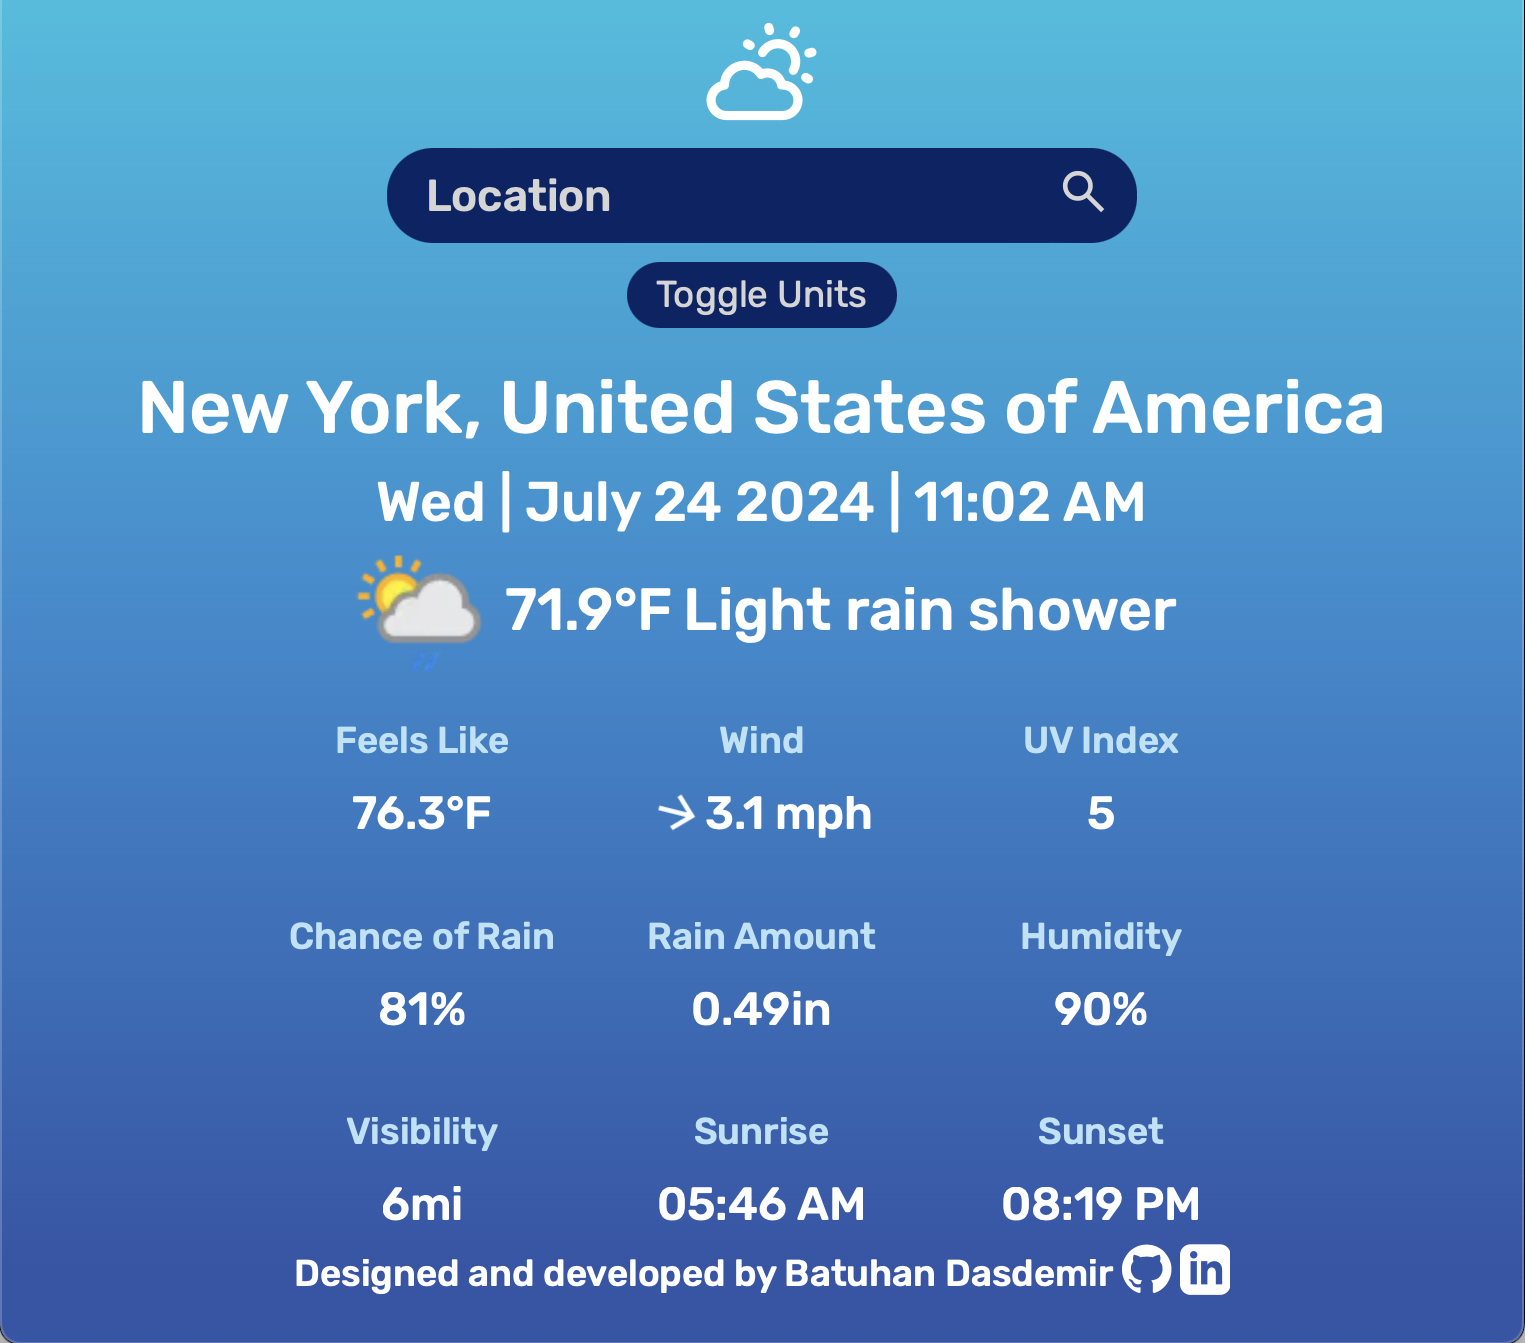 Location
Toggle Units
New York, United States of America
Wed | July 24 2024 | 11:02 AM
71.9°F Light rain shower
Feels Like Wind UV Index
76.3°F 3.1 mph 5
Chance of Rain Rain Amount Humidity
81% 0.49in 90%
Visibility Sunrise Sunset
6mi 05:46 AM 08:19 PM
Designed and developed by Batuhan Dasdemir in